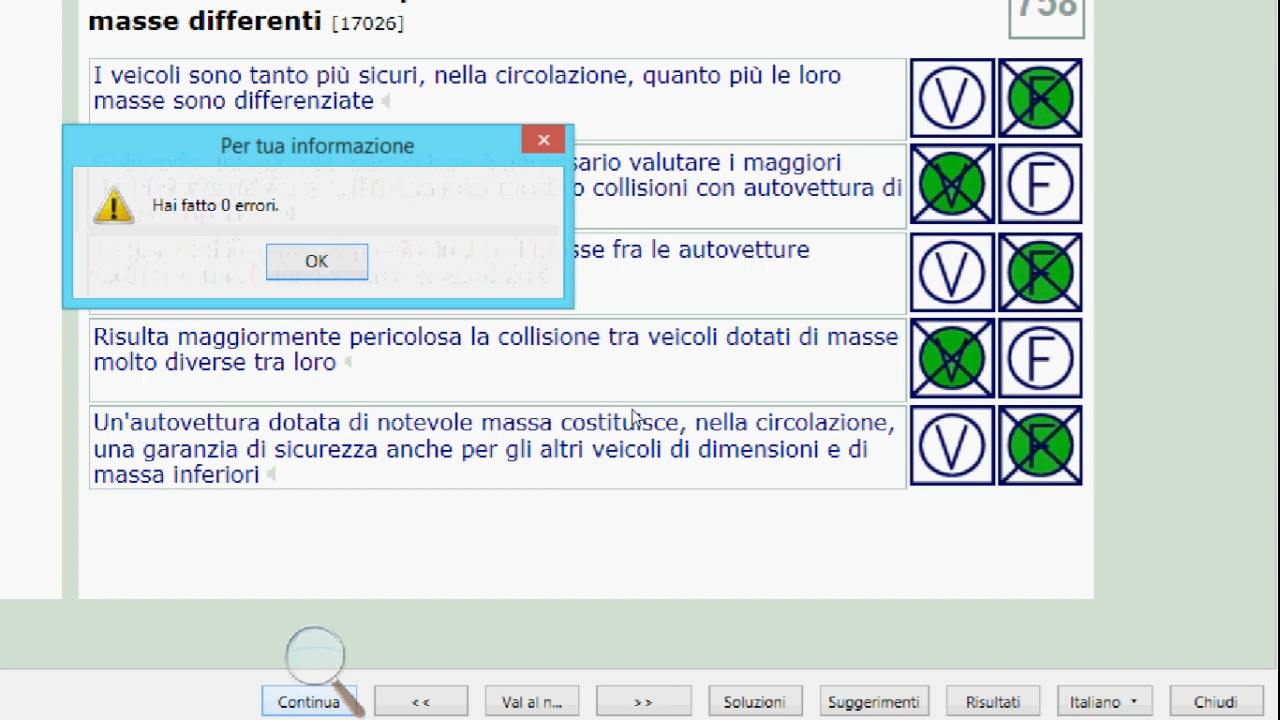 masse differenti [17026]
758
I veicoli sono tanto più sicuri, nella circolazione, quanto più le loro
masse sono differenziate
V F
Per tua informazione
sario valutare i maggiori
o collisioni con autovettura di
V F
Hai fatto 0 errori.
sse fra le autovetture
V F
OK
Risulta maggiormente pericolosa la collisione tra veicoli dotati di masse
molto diverse tra loro
V F
Un'autovettura dotata di notevole massa costituisce, nella circolazione,
una garanzia di sicurezza anche per gli altri veicoli di dimensioni e di
massa inferiori
V F
Continua << Val al n... >> Soluzioni Suggerimenti Risultati Italiano Chiudi